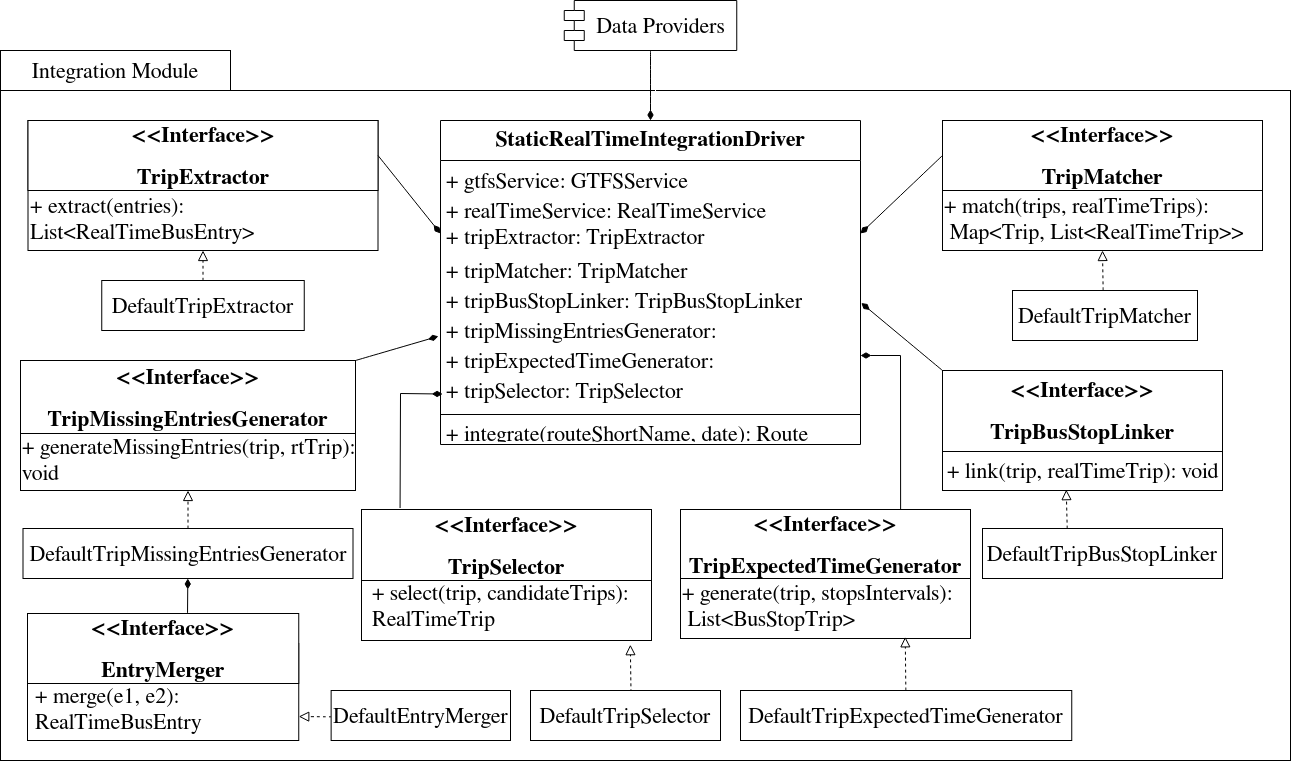 Data Providers
Integration Module
<<Interface>>
TripExtractor
+ extract(entries):
List<RealTimeBusEntry>
DefaultTripExtractor
StaticRealTimeIntegrationDriver
+ gtfsService: GTFSService
+ realTimeService: RealTimeService
+ tripExtractor: TripExtractor
+ tripMatcher: TripMatcher
+ tripBusStopLinker: TripBusStopLinker
+ tripMissingEntriesGenerator:
+ tripExpectedTimeGenerator:
+ tripSelector: TripSelector
+ integrate(routeShortName, date): Route
<<Interface>>
TripMatcher
+ match(trips, realTimeTrips):
Map<Trip, List<RealTimeTrip>>
DefaultTripMatcher
<<Interface>>
TripMissingEntriesGenerator
+ generateMissingEntries(trip, rtTrip):
void
DefaultTripMissingEntriesGenerator
<<Interface>>
TripBusStopLinker
+ link(trip, realTimeTrip): void
DefaultTripBusStopLinker
<<Interface>>
TripSelector
+ select(trip, candidateTrips):
RealTimeTrip
<<Interface>>
TripExpectedTimeGenerator
+ generate(trip, stopsIntervals):
List<BusStopTrip>
<<Interface>>
EntryMerger
+ merge(e1, e2):
RealTimeBusEntry
DefaultEntryMerger
DefaultTripSelector
DefaultTripExpectedTimeGenerator